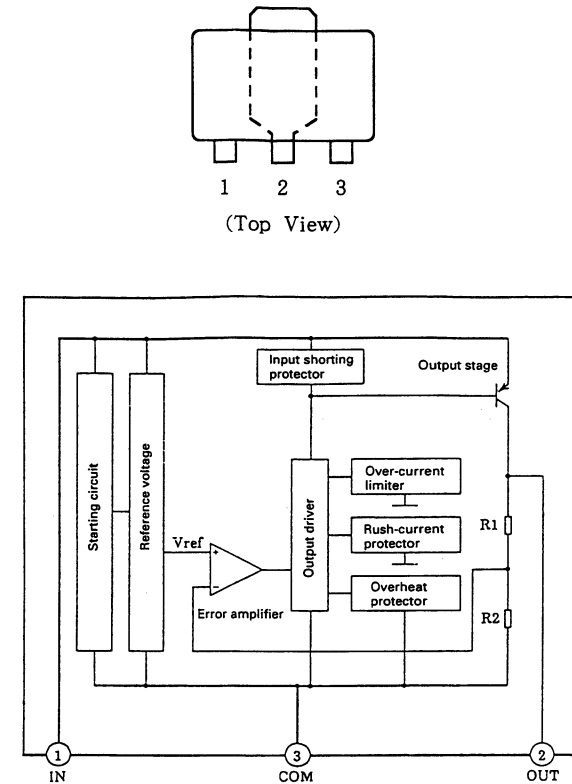 1 2 3
(Top View)
Input shorting
protector
Output stage
Starting circuit
Reference voltage
Output driver
Over-current
limiter
Vref
+
−
Rush-current
protector
R1
Error amplifier
Overheat
protector
R2
1 3 2
IN COM OUT